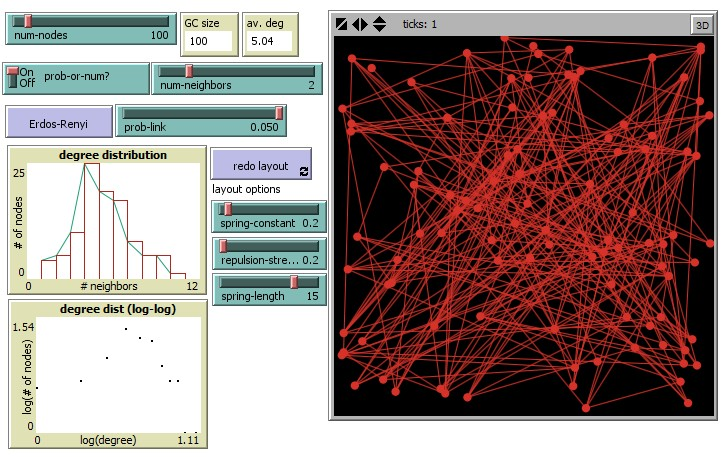 num-nodes 100
GC size
100
av. deg
5.04
On
Off
prob-or-num?
num-neighbors 2
Erdos-Renyi
prob-link 0.050
degree distribution
25
# of nodes
0
0 # neighbors 12
redo layout
layout options
spring-constant 0.2
repulsion-stre... 0.2
spring-length 15
degree dist (log-log)
1.54
log(# of nodes)
0
0 log(degree) 1.11
ticks: 1
3D